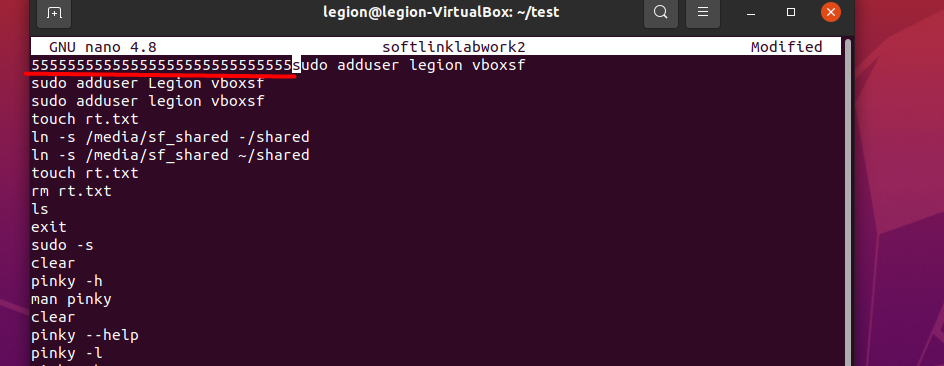 legion@legion-VirtualBox: ~/test
GNU nano 4.8 softlinklabwork2 Modified
55555555555555555555555555555sudo adduser legion vboxsf
sudo adduser Legion vboxsf
sudo adduser legion vboxsf
touch rt.txt
ln -s /media/sf_shared -/shared
ln -s /media/sf_shared ~/shared
touch rt.txt
rm rt.txt
ls
exit
sudo -s
clear
pinky -h
man pinky
clear
pinky --help
pinky -l